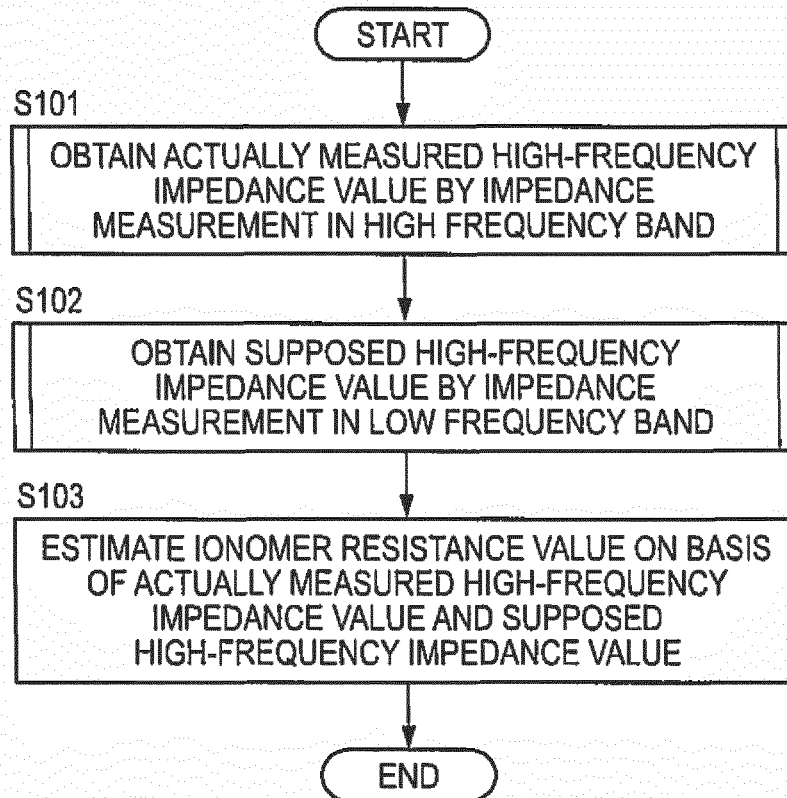 START
S101
OBTAIN ACTUALLY MEASURED HIGH-FREQUENCY
IMPEDANCE VALUE BY IMPEDANCE
MEASUREMENT IN HIGH FREQUENCY BAND
S102
OBTAIN SUPPOSED HIGH-FREQUENCY
IMPEDANCE VALUE BY IMPEDANCE
MEASUREMENT IN LOW FREQUENCY BAND
S103
ESTIMATE IONOMER RESISTANCE VALUE ON BASIS
OF ACTUALLY MEASURED HIGH-FREQUENCY
IMPEDANCE VALUE AND SUPPOSED
HIGH-FREQUENCY IMPEDANCE VALUE
END